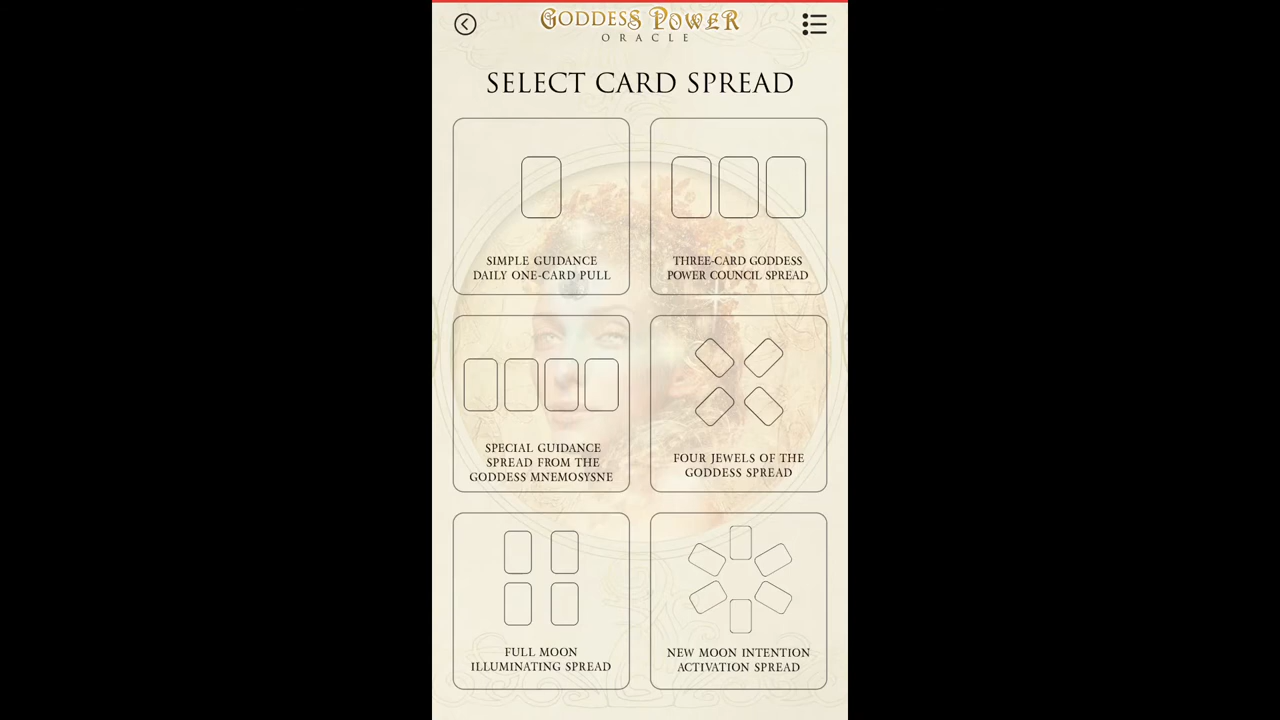 GODDESS POWER
ORACLE
SELECT CARD SPREAD
SIMPLE GUIDANCE
DAILY ONE-CARD PULL
THREE-CARD GODDESS
POWER COUNCIL SPREAD
SPECIAL GUIDANCE
SPREAD FROM THE
GODDESS MNEMOSYSNE
FOUR JEWELS OF THE
GODDESS SPREAD
FULL MOON
ILLUMINATING SPREAD
NEW MOON INTENTION
ACTIVATION SPREAD